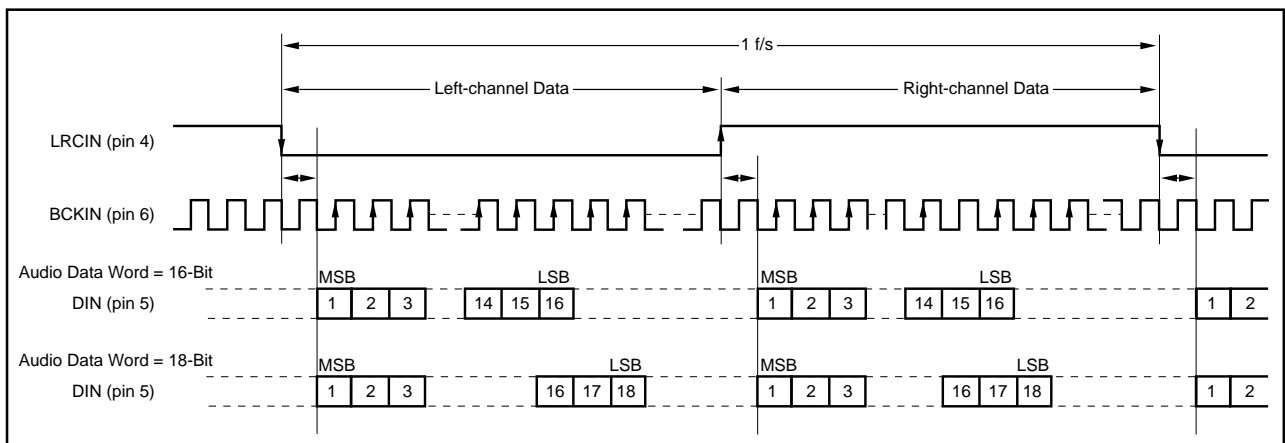 1 f/s
Left-channel Data
Right-channel Data
LRCIN (pin 4)
BCKIN (pin 6)
Audio Data Word = 16-Bit
MSB LSB MSB LSB
DIN (pin 5) 1 2 3 14 15 16 1 2 3 14 15 16 1 2
Audio Data Word = 18-Bit
MSB LSB MSB LSB
DIN (pin 5) 1 2 3 16 17 18 1 2 3 16 17 18 1 2